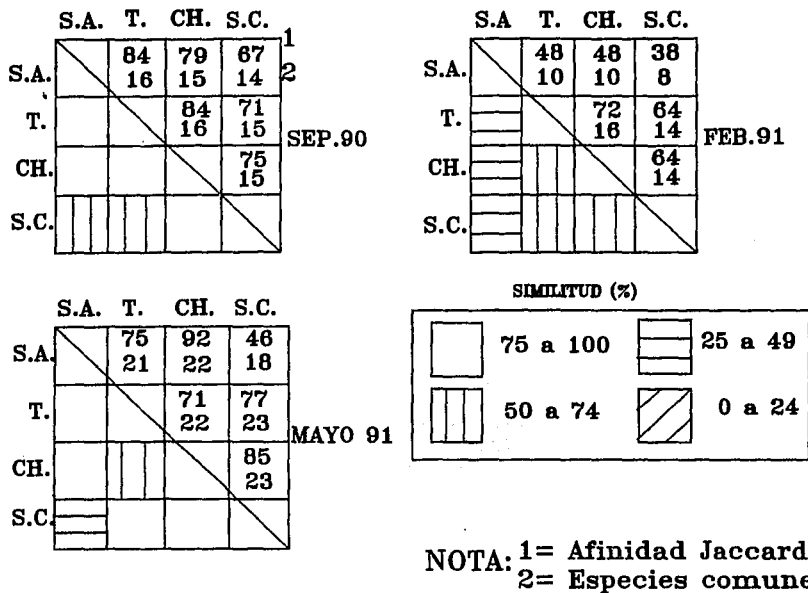 S.A. T. CH. S.C.
1
S.A. 84 79 67
16 15 14 2
T. 84 71
16 15
SEP.90
CH. 75
15
S.C.
S.A T. CH. S.C.
S.A. 48 48 38
10 10 8
T. 72 64
16 14
FEB.91
CH. 64
14
S.C.
S.A. T. CH. S.C.
S.A. 75 92 46
21 22 18
T. 71 77
22 23
MAYO 91
CH. 85
23
S.C.
SIMILITUD (%)
75 a 100 25 a 49
50 a 74 0 a 24
NOTA: 1= Afinidad Jaccard
2= Especies comune